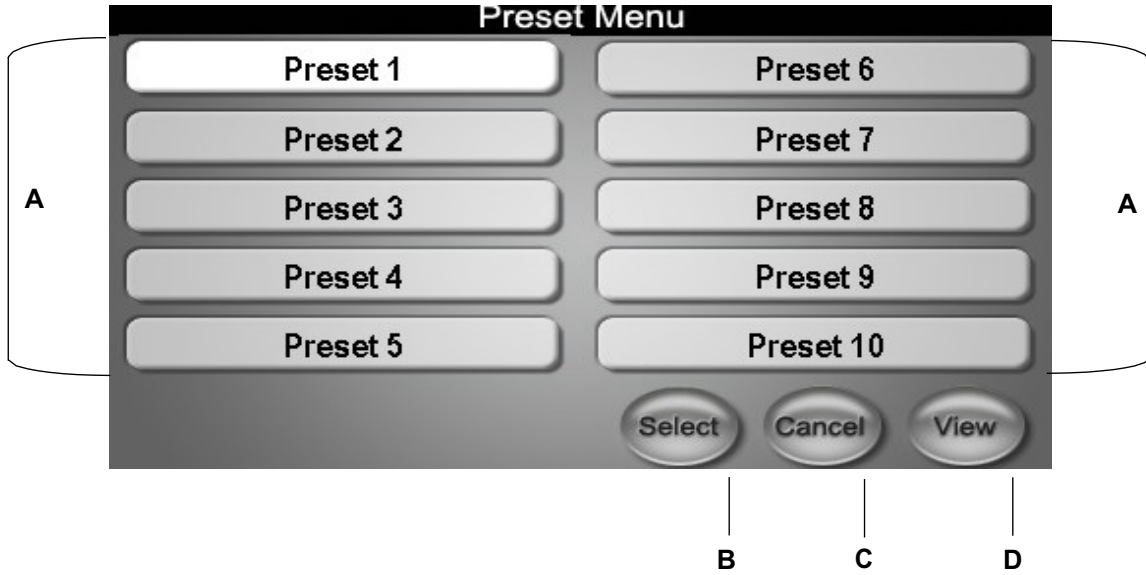 Preset Menu
Preset 1
Preset 6
Preset 2
Preset 7
Preset 3
Preset 8
Preset 4
Preset 9
Preset 5
Preset 10
A
A
Select
Cancel
View
B
C
D